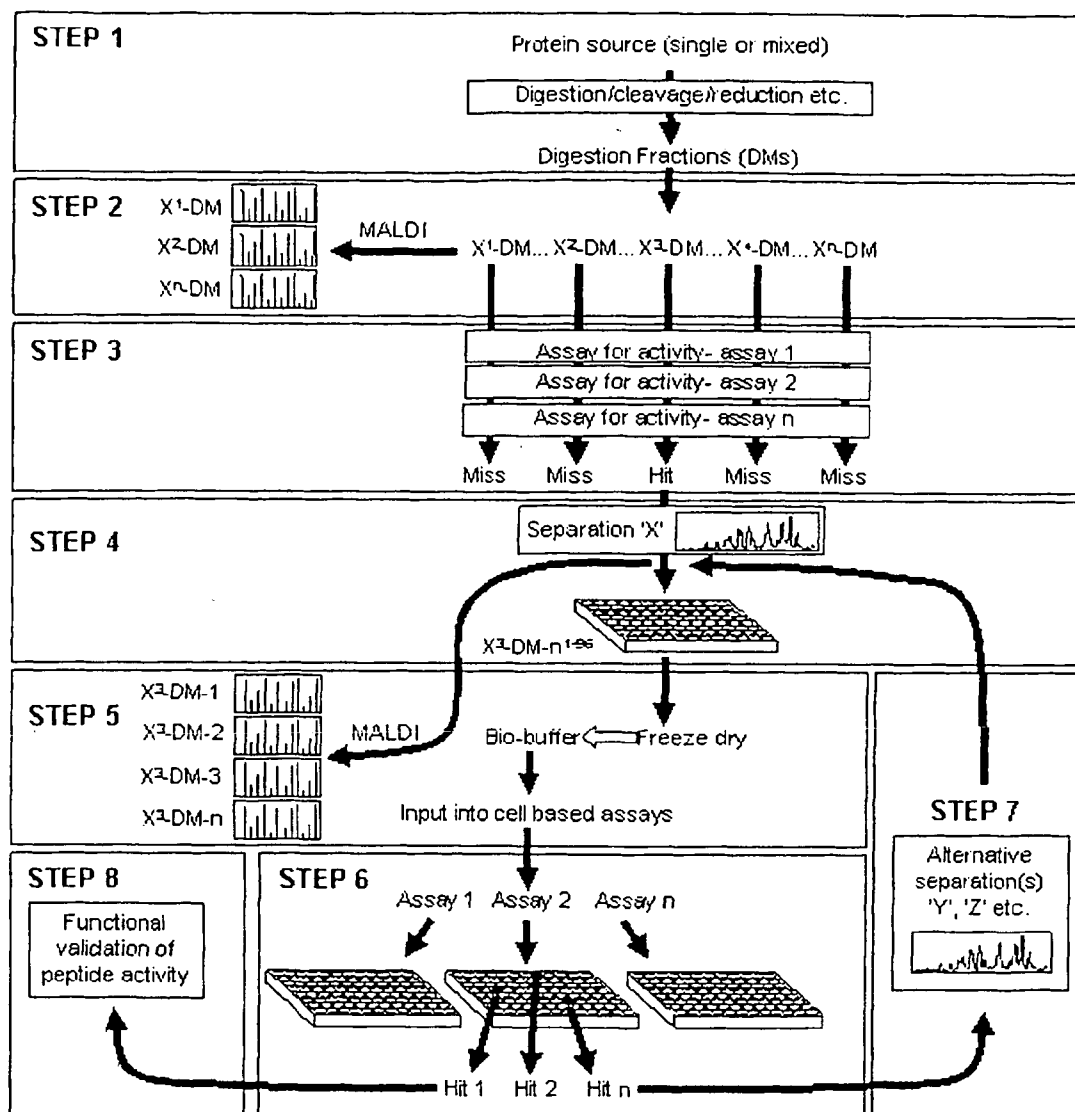 STEP 1
Protein source (single or mixed)
Digestion/cleavage/reduction etc.
Digestion Fractions (DMs)
STEP 2
X¹-DM
X²-DM
Xⁿ-DM
MALDI
X¹-DM... X²-DM... X³-DM... X⁴-DM... Xⁿ-DM
STEP 3
Assay for activity- assay 1
Assay for activity- assay 2
Assay for activity- assay n
Miss Miss Hit Miss Miss
STEP 4
Separation 'X'
X³-DM-n¹⁻⁹⁶
STEP 5
X³-DM-1
X³-DM-2
X³-DM-3
X³-DM-n
MALDI
Bio-buffer Freeze dry
Input into cell based assays
STEP 7
Alternative
separation(s)
'Y', 'Z' etc.
STEP 8
Functional
validation of
peptide activity
STEP 6
Assay 1 Assay 2 Assay n
Hit 1 Hit 2 Hit n